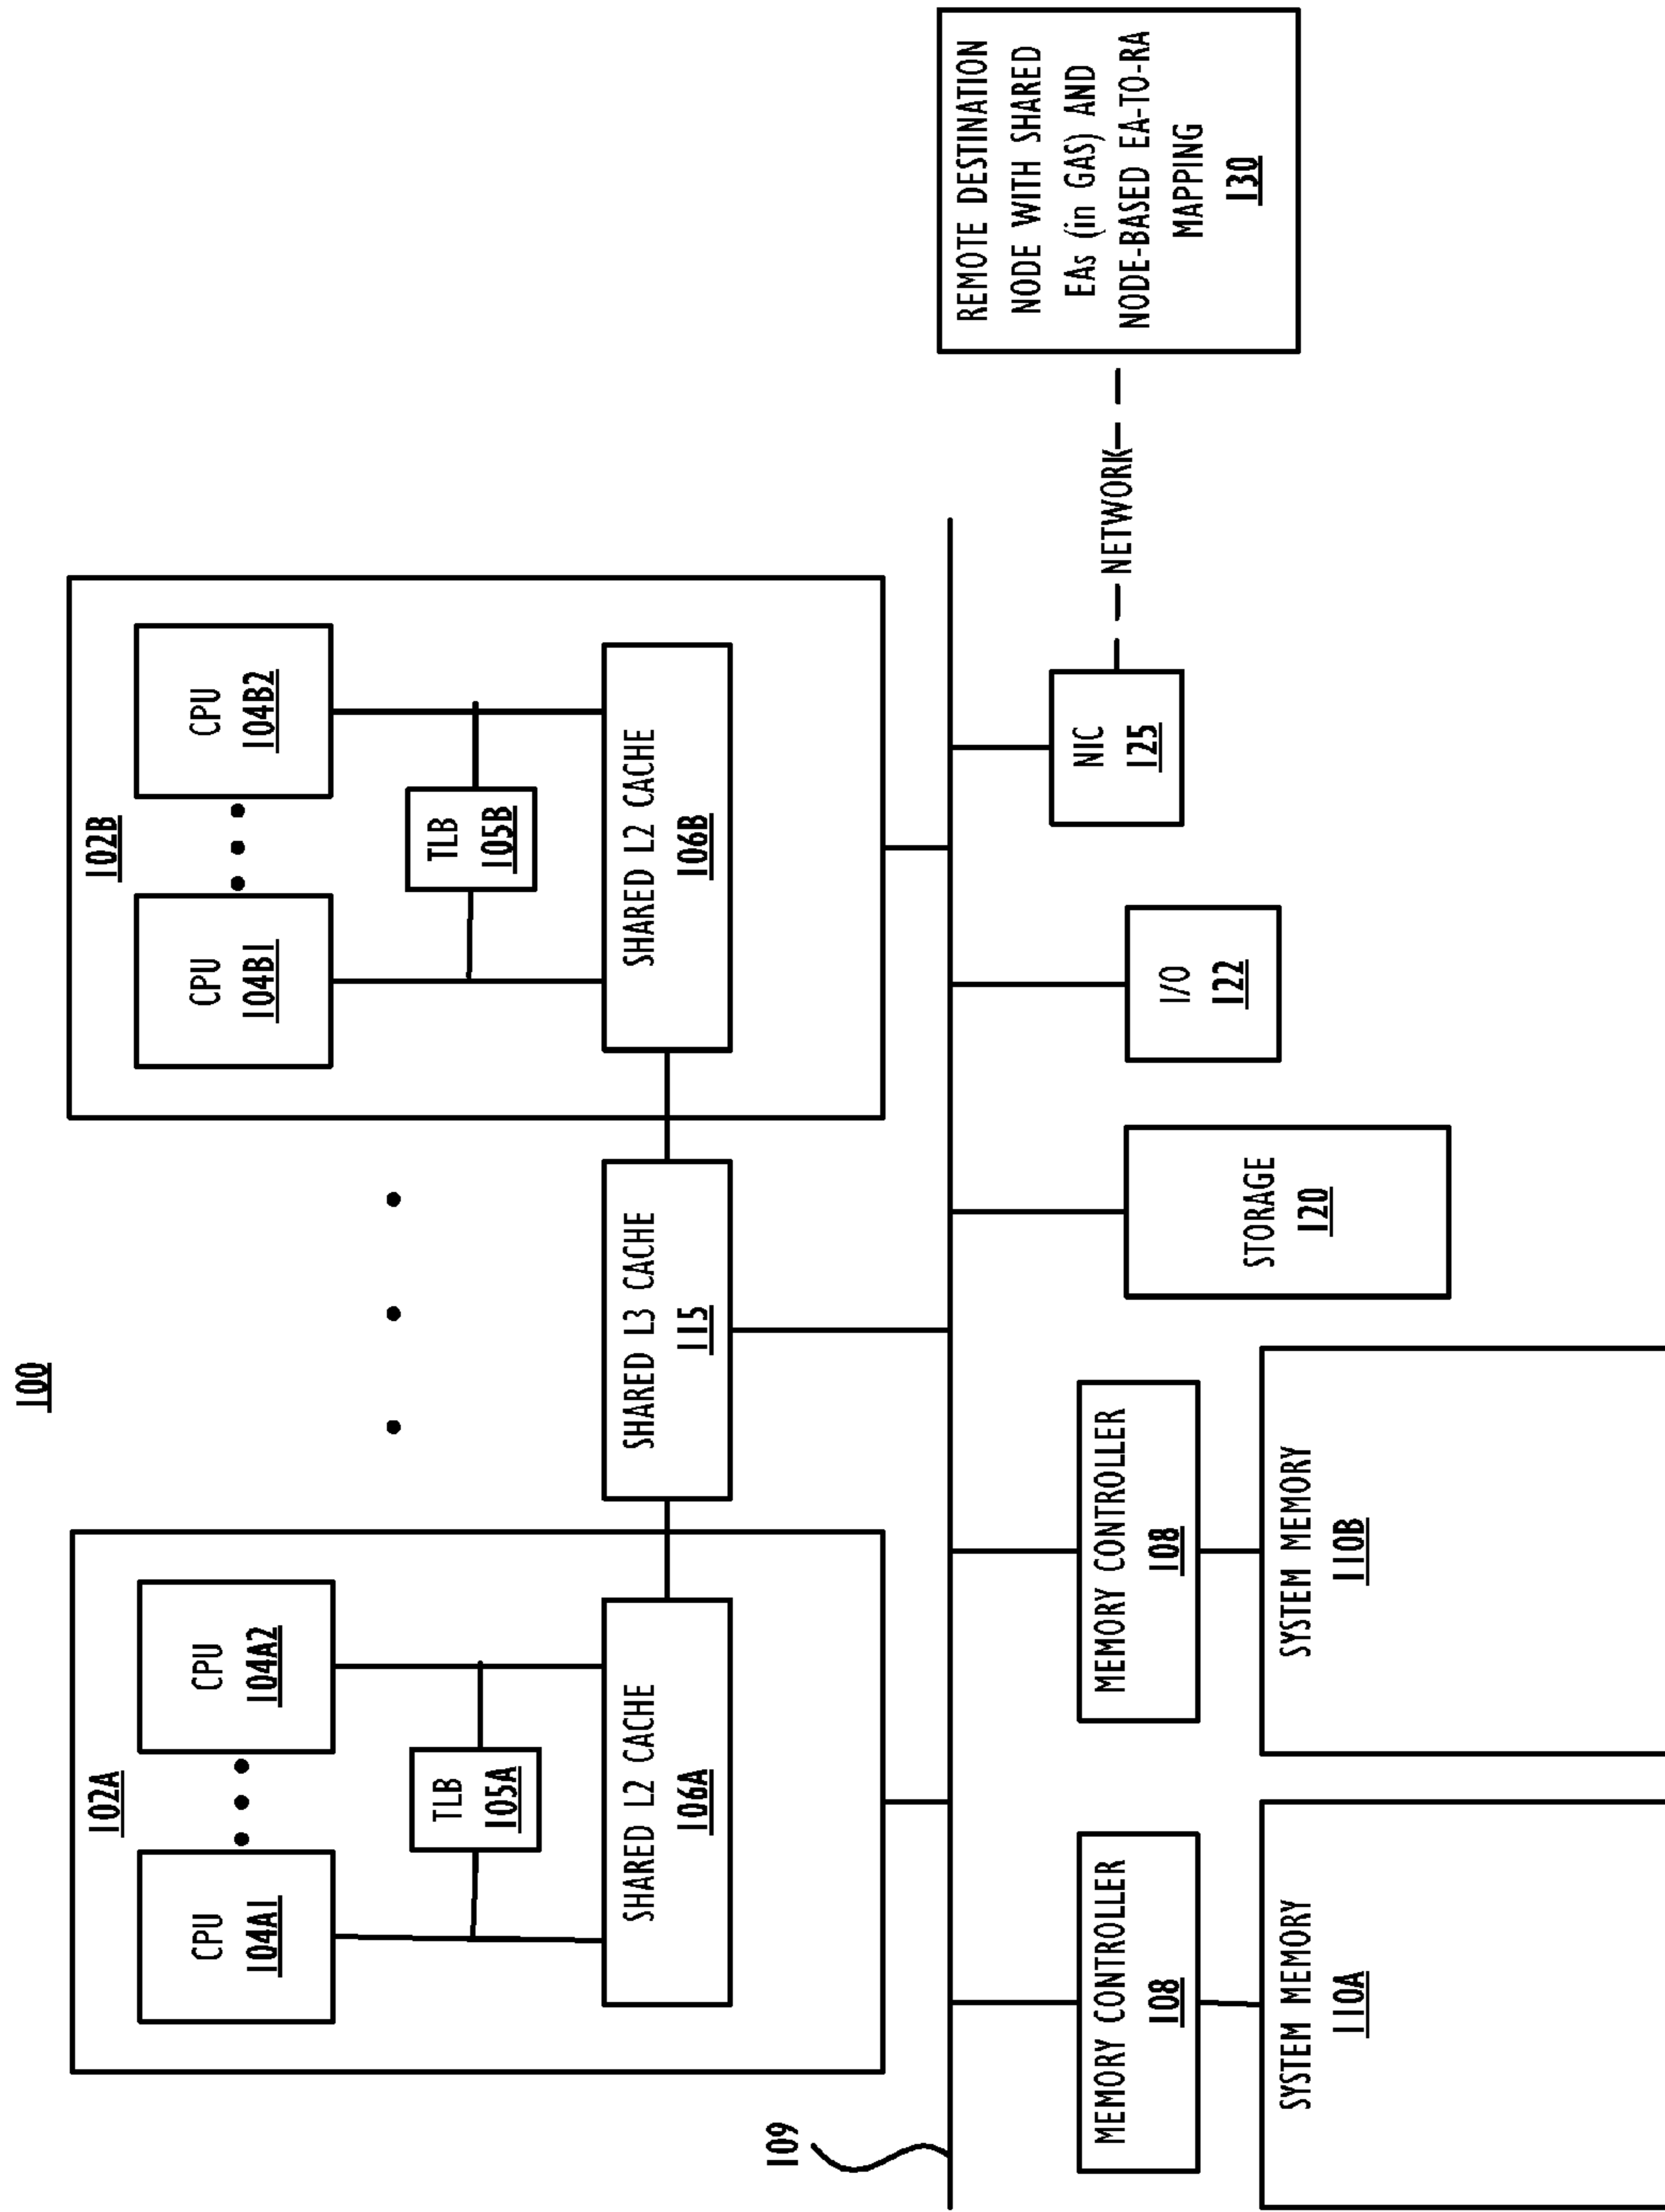 100
102A
CPU
104A1
CPU
104A2
TLB
105A
SHARED L2 CACHE
106A
SHARED L3 CACHE
115
102B
CPU
104B1
CPU
104B2
TLB
105B
SHARED L2 CACHE
106B
109
MEMORY CONTROLLER
108
SYSTEM MEMORY
110A
MEMORY CONTROLLER
108
SYSTEM MEMORY
110B
STORAGE
120
I/O
122
NIC
125
NETWORK
REMOTE DESTINATION
NODE WITH SHARED
EAs (in GAS) AND
NODE-BASED EA-TO-RA
MAPPING
130